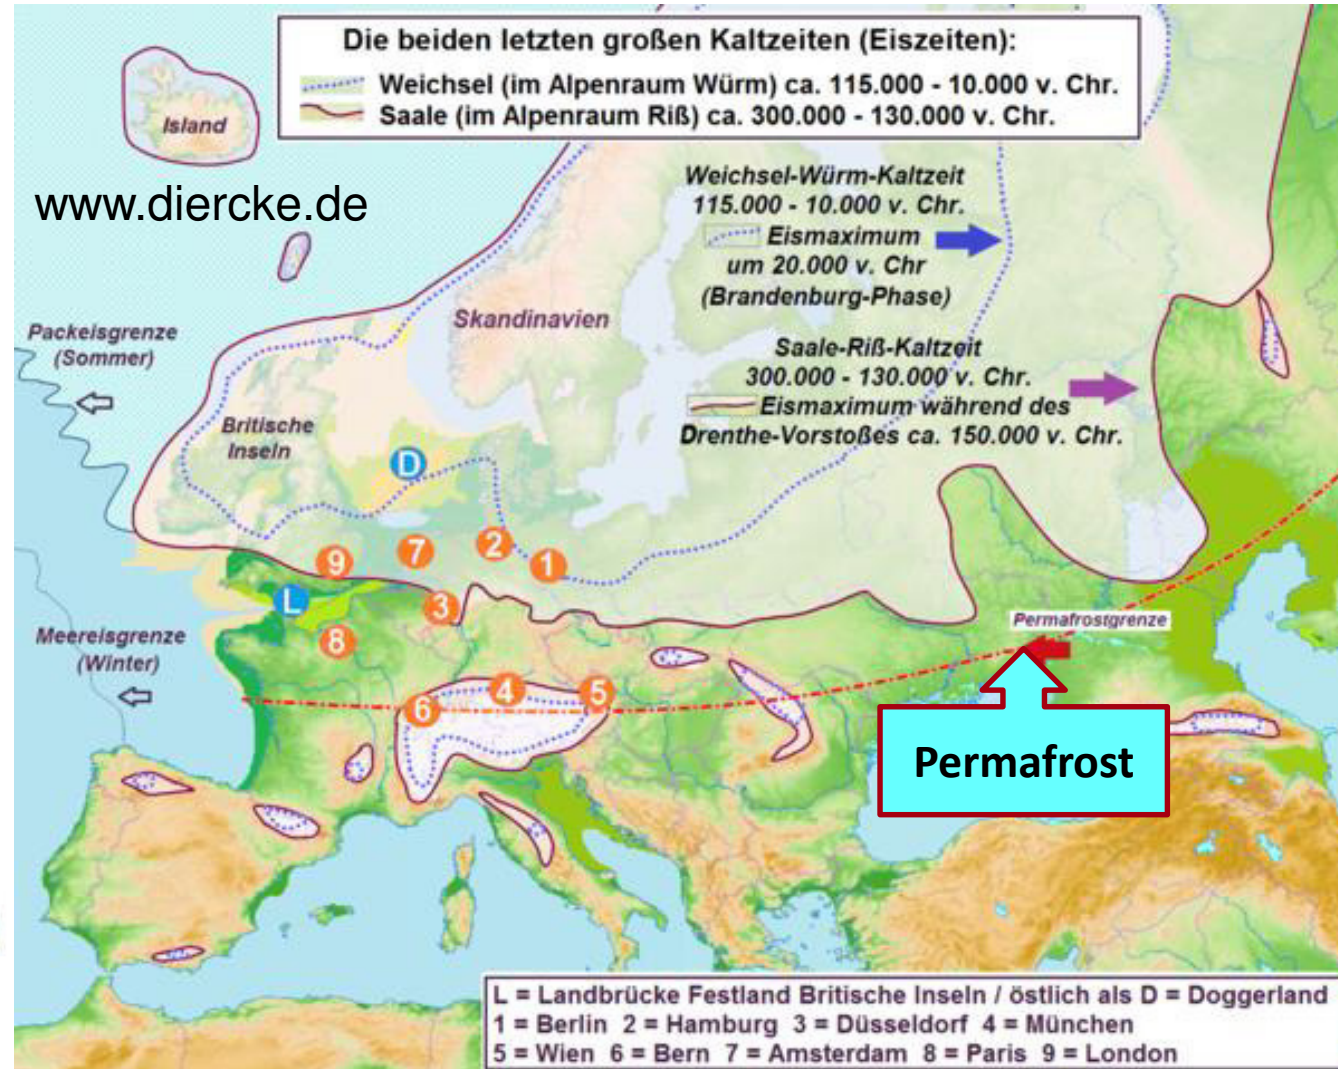 Die beiden letzten großen Kaltzeiten (Eiszeiten):
Weichsel (im Alpenraum Würm) ca. 115.000 - 10.000 v. Chr.
Saale (im Alpenraum Riß) ca. 300.000 - 130.000 v. Chr.
Island
www.diercke.de
Weichsel-Würm-Kaltzeit
115.000 - 10.000 v. Chr.
Eismaximum
um 20.000 v. Chr
(Brandenburg-Phase)
Skandinavien
Packeisgrenze
(Sommer)
Saale-Riß-Kaltzeit
300.000 - 130.000 v. Chr.
Eismaximum während des
Drenthe-Vorstoßes ca. 150.000 v. Chr.
Britische
Inseln
D
2
7
9
1
L
3
8
Meereisgrenze
(Winter)
Permafrostgrenze
4
5
6
Permafrost
L = Landbrücke Festland Britische Inseln / östlich als D = Doggerland
1 = Berlin 2 = Hamburg 3 = Düsseldorf 4 = München
5 = Wien 6 = Bern 7 = Amsterdam 8 = Paris 9 = London